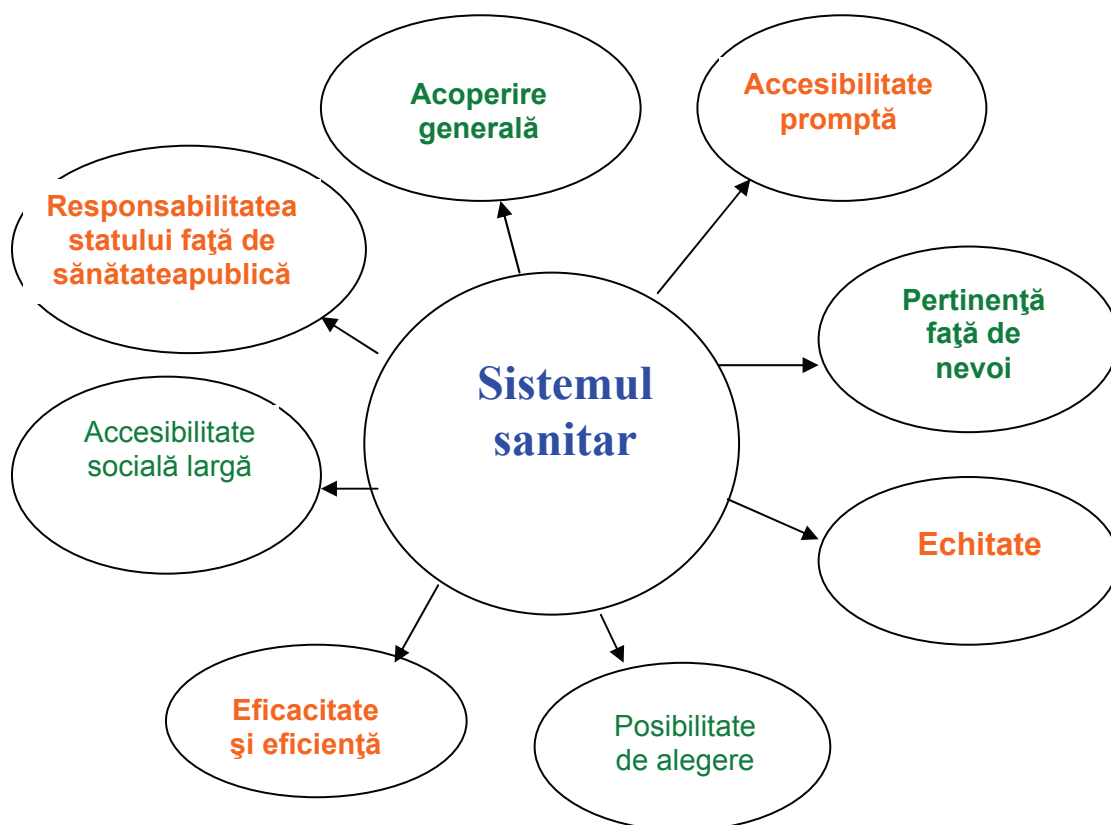 Acoperire
generală
Accesibilitate
promptă
Responsabilitatea
statului faţă de
sănătateapublică
Pertinenţă
faţă de
nevoi
Sistemul
sanitar
Accesibilitate
socială largă
Echitate
Eficacitate
şi eficienţă
Posibilitate
de alegere